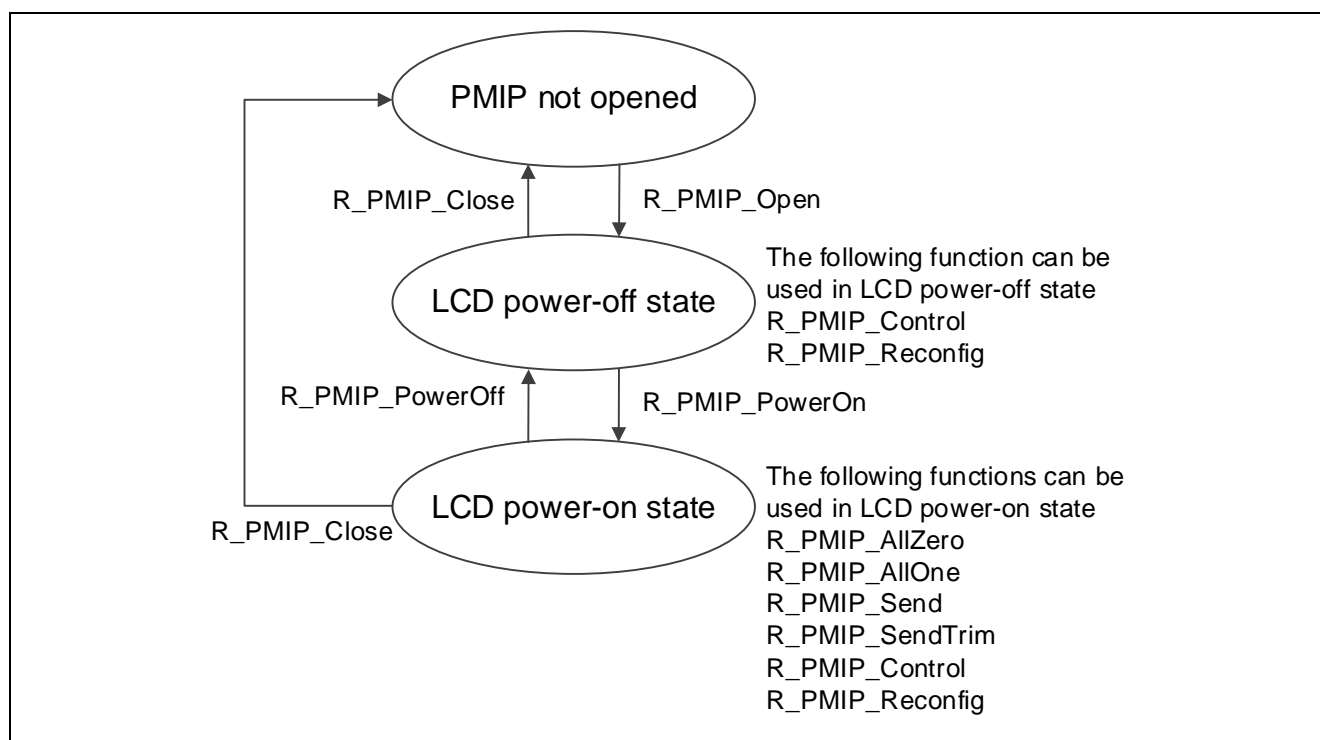 PMIP not opened
R_PMIP_Close
R_PMIP_Open
LCD power-off state
The following function can be
used in LCD power-off state
R_PMIP_Control
R_PMIP_Reconfig
R_PMIP_PowerOff
R_PMIP_PowerOn
LCD power-on state
R_PMIP_Close
The following functions can be
used in LCD power-on state
R_PMIP_AllZero
R_PMIP_AllOne
R_PMIP_Send
R_PMIP_SendTrim
R_PMIP_Control
R_PMIP_Reconfig